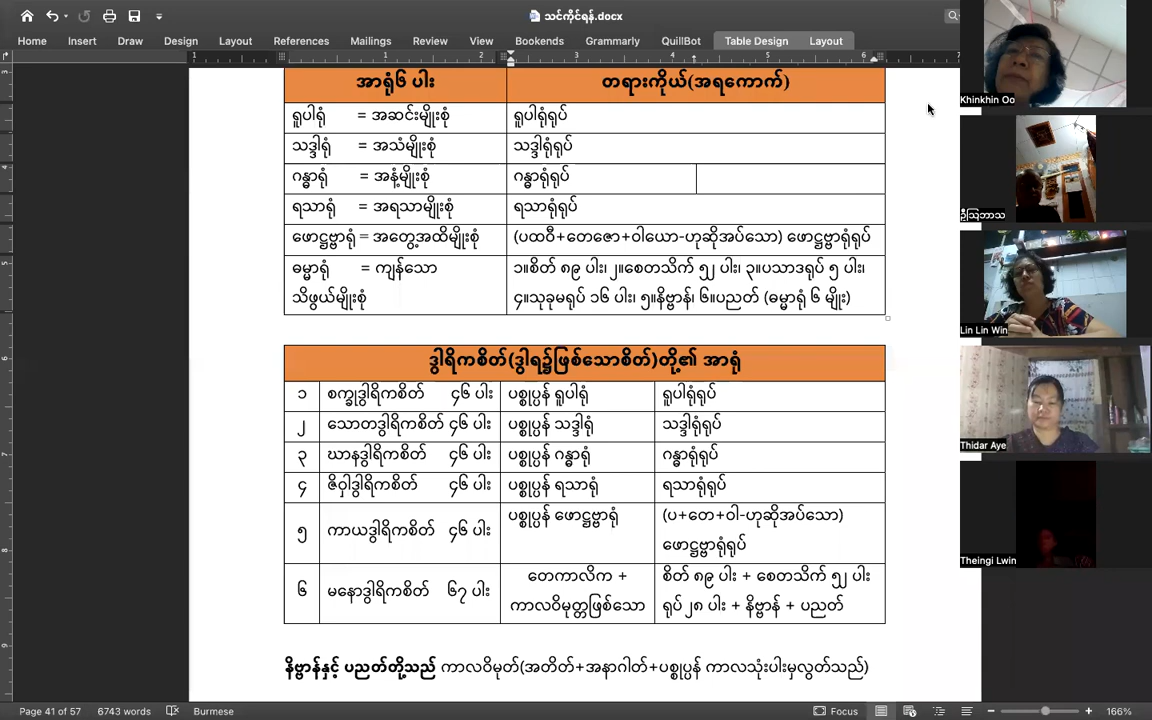 သင်ကိုင်ရန်.docx
Home Insert Draw Design Layout References Mailings Review View Bookends Grammarly QuillBot Table Design Layout
1 1 2 3 4 5 6 7
အာရုံ၆ ပါး တရားကိုယ်(အရကောက်)
ရူပါရုံ = အဆင်းမျိုးစုံ ရူပါရုံရုပ်
သဒ္ဒါရုံ = အသံမျိုးစုံ သဒ္ဒါရုံရုပ်
ဂန္ဓာရုံ = အနံ့မျိုးစုံ ဂန္ဓာရုံရုပ်
ရသာရုံ = အရသာမျိုးစုံ ရသာရုံရုပ်
ဖောဋ္ဌဗ္ဗာရုံ = အတွေ့အထိမျိုးစုံ (ပထဝီ+တေဇော+ဝါယော-ဟုဆိုအပ်သော) ဖောဋ္ဌဗ္ဗာရုံရုပ်
ဓမ္မာရုံ = ကျန်သော ၁။စိတ် ၈၉ ပါး၊ ၂။စေတသိက် ၅၂ ပါး၊ ၃။ပသာဒရုပ် ၅ ပါး၊
သိဖွယ်မျိုးစုံ ၄။သုခုမရုပ် ၁၆ ပါး၊ ၅။နိဗ္ဗာန်၊ ၆။ပညတ် (ဓမ္မာရုံ ၆ မျိုး)
ဒွါရိကစိတ်(ဒွါရ၌ဖြစ်သောစိတ်)တို့၏ အာရုံ
၁ စက္ခုဒွါရိကစိတ် ၄၆ ပါး ပစ္စုပ္ပန် ရူပါရုံ ရူပါရုံရုပ်
၂ သောတဒွါရိကစိတ် ၄၆ ပါး ပစ္စုပ္ပန် သဒ္ဒါရုံ သဒ္ဒါရုံရုပ်
၃ ဃာနဒွါရိကစိတ် ၄၆ ပါး ပစ္စုပ္ပန် ဂန္ဓာရုံ ဂန္ဓာရုံရုပ်
၄ ဇိဝှါဒွါရိကစိတ် ၄၆ ပါး ပစ္စုပ္ပန် ရသာရုံ ရသာရုံရုပ်
၅ ကာယဒွါရိကစိတ် ၄၆ ပါး ပစ္စုပ္ပန် ဖောဋ္ဌဗ္ဗာရုံ (ပ+တေ+ဝါ-ဟုဆိုအပ်သော)
ဖောဋ္ဌဗ္ဗာရုံရုပ်
၆ မနောဒွါရိကစိတ် ၆၇ ပါး တေကာလိက + စိတ် ၈၉ ပါး + စေတသိက် ၅၂ ပါး
ကာလဝိမုတ္တဖြစ်သော ရုပ် ၂၈ ပါး + နိဗ္ဗာန် + ပညတ်
နိဗ္ဗာန်နှင့် ပညတ်တို့သည် ကာလဝိမုတ်(အတိတ်+အနာဂါတ်+ပစ္စုပ္ပန် ကာလသုံးပါးမှလွတ်သည်)
Page 41 of 57 6743 words Burmese Focus 166%
Khinkhin Oo
ဦးသြဘာသ
Lin Lin Win
Thidar Aye
Theingi Lwin